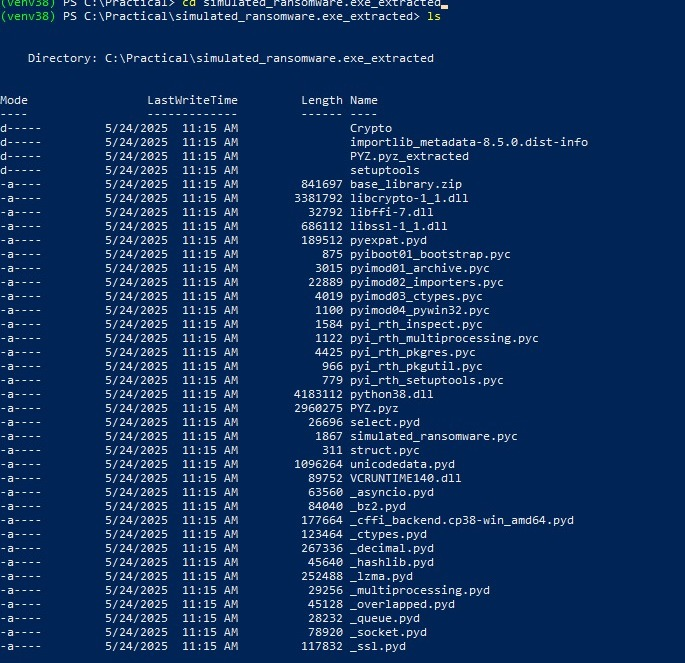 (venv38) PS C:\Practical> cd simulated_ransomware.exe_extracted
(venv38) PS C:\Practical\simulated_ransomware.exe_extracted> ls
Directory: C:\Practical\simulated_ransomware.exe_extracted
Mode LastWriteTime Length Name
---- ------------- ------ ----
d----- 5/24/2025 11:15 AM Crypto
d----- 5/24/2025 11:15 AM importlib_metadata-8.5.0.dist-info
d----- 5/24/2025 11:15 AM PYZ.pyz_extracted
d----- 5/24/2025 11:15 AM setuptools
-a---- 5/24/2025 11:15 AM 841697 base_library.zip
-a---- 5/24/2025 11:15 AM 3381792 libcrypto-1_1.dll
-a---- 5/24/2025 11:15 AM 32792 libffi-7.dll
-a---- 5/24/2025 11:15 AM 686112 libssl-1_1.dll
-a---- 5/24/2025 11:15 AM 189512 pyexpat.pyd
-a---- 5/24/2025 11:15 AM 875 pyiboot01_bootstrap.pyc
-a---- 5/24/2025 11:15 AM 3015 pyimod01_archive.pyc
-a---- 5/24/2025 11:15 AM 22889 pyimod02_importers.pyc
-a---- 5/24/2025 11:15 AM 4019 pyimod03_ctypes.pyc
-a---- 5/24/2025 11:15 AM 1100 pyimod04_pywin32.pyc
-a---- 5/24/2025 11:15 AM 1584 pyi_rth_inspect.pyc
-a---- 5/24/2025 11:15 AM 1122 pyi_rth_multiprocessing.pyc
-a---- 5/24/2025 11:15 AM 4425 pyi_rth_pkgres.pyc
-a---- 5/24/2025 11:15 AM 966 pyi_rth_pkgutil.pyc
-a---- 5/24/2025 11:15 AM 779 pyi_rth_setuptools.pyc
-a---- 5/24/2025 11:15 AM 4183112 python38.dll
-a---- 5/24/2025 11:15 AM 2960275 PYZ.pyz
-a---- 5/24/2025 11:15 AM 26696 select.pyd
-a---- 5/24/2025 11:15 AM 1867 simulated_ransomware.pyc
-a---- 5/24/2025 11:15 AM 311 struct.pyc
-a---- 5/24/2025 11:15 AM 1096264 unicodedata.pyd
-a---- 5/24/2025 11:15 AM 89752 VCRUNTIME140.dll
-a---- 5/24/2025 11:15 AM 63560 _asyncio.pyd
-a---- 5/24/2025 11:15 AM 84040 _bz2.pyd
-a---- 5/24/2025 11:15 AM 177664 _cffi_backend.cp38-win_amd64.pyd
-a---- 5/24/2025 11:15 AM 123464 _ctypes.pyd
-a---- 5/24/2025 11:15 AM 267336 _decimal.pyd
-a---- 5/24/2025 11:15 AM 45640 _hashlib.pyd
-a---- 5/24/2025 11:15 AM 252488 _lzma.pyd
-a---- 5/24/2025 11:15 AM 29256 _multiprocessing.pyd
-a---- 5/24/2025 11:15 AM 45128 _overlapped.pyd
-a---- 5/24/2025 11:15 AM 28232 _queue.pyd
-a---- 5/24/2025 11:15 AM 78920 _socket.pyd
-a---- 5/24/2025 11:15 AM 117832 _ssl.pyd